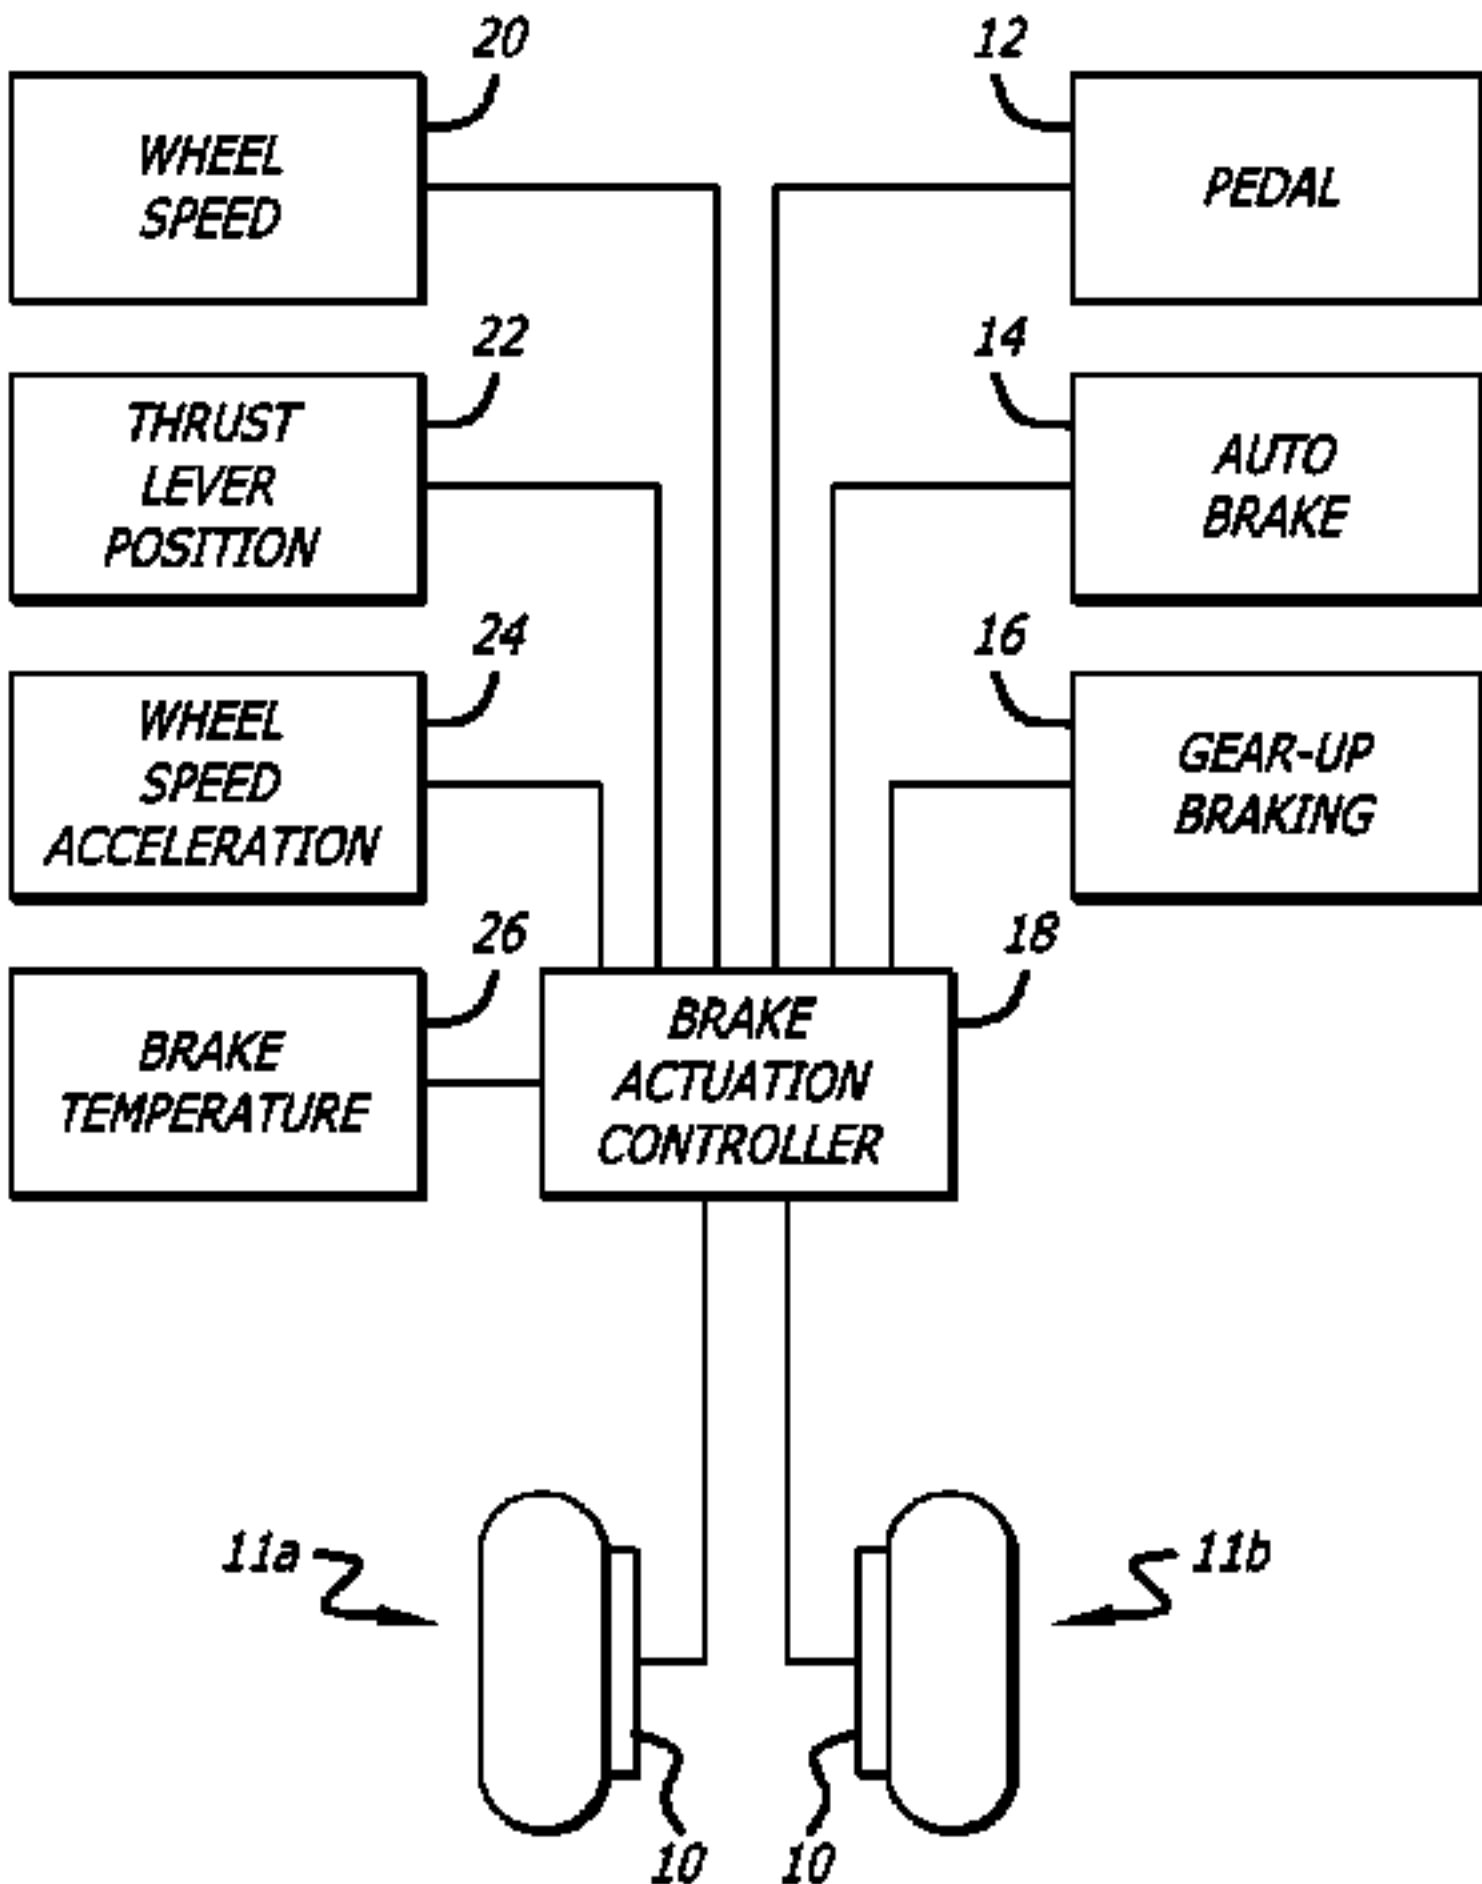 20
WHEEL
SPEED
12
PEDAL
22
THRUST
LEVER
POSITION
14
AUTO
BRAKE
24
WHEEL
SPEED
ACCELERATION
16
GEAR-UP
BRAKING
26
BRAKE
TEMPERATURE
18
BRAKE
ACTUATION
CONTROLLER
11a
11b
10
10